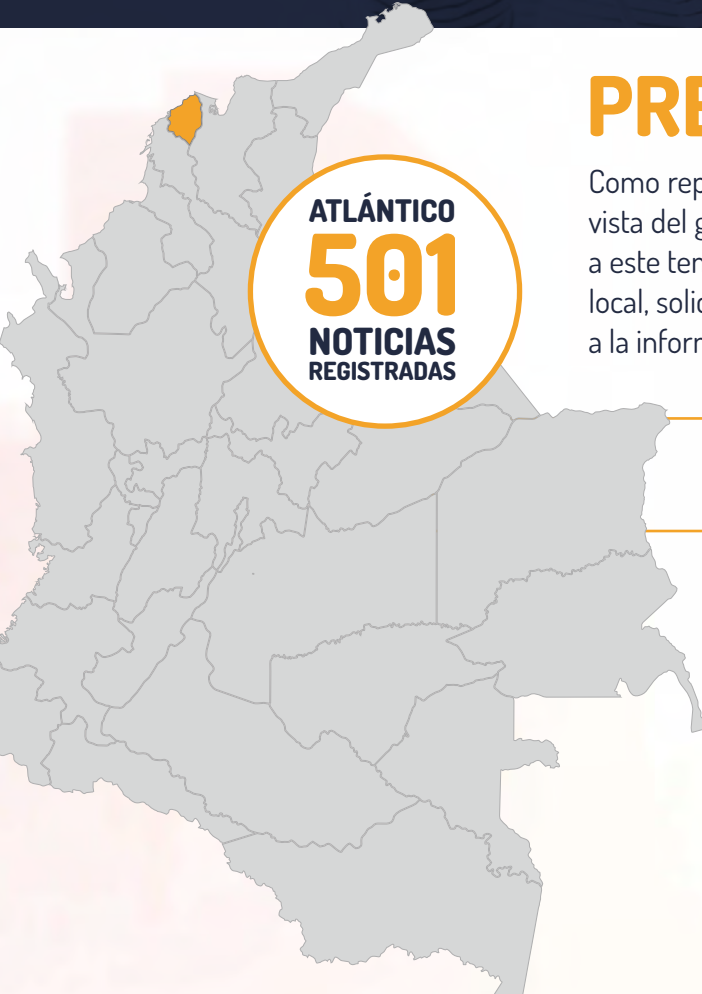 ATLÁNTICO
501
NOTICIAS
REGISTRADAS
PRE
Como rep
vista del g
a este ter
local, solic
a la inform